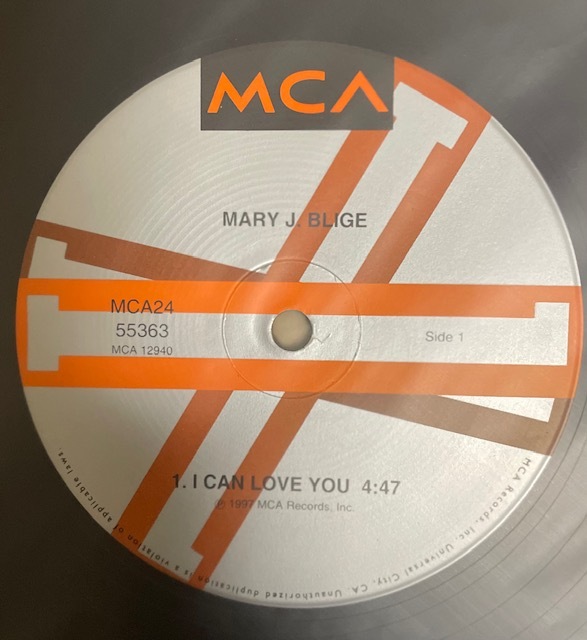 MCA
MARY J. BLIGE
MCA24
55363
MCA 12940
Side 1
1. I CAN LOVE YOU 4:47
℗ 1997 MCA Records, Inc.
MCA Records, Inc. Universal City, CA. Unauthorized duplication is a violation of applicable laws